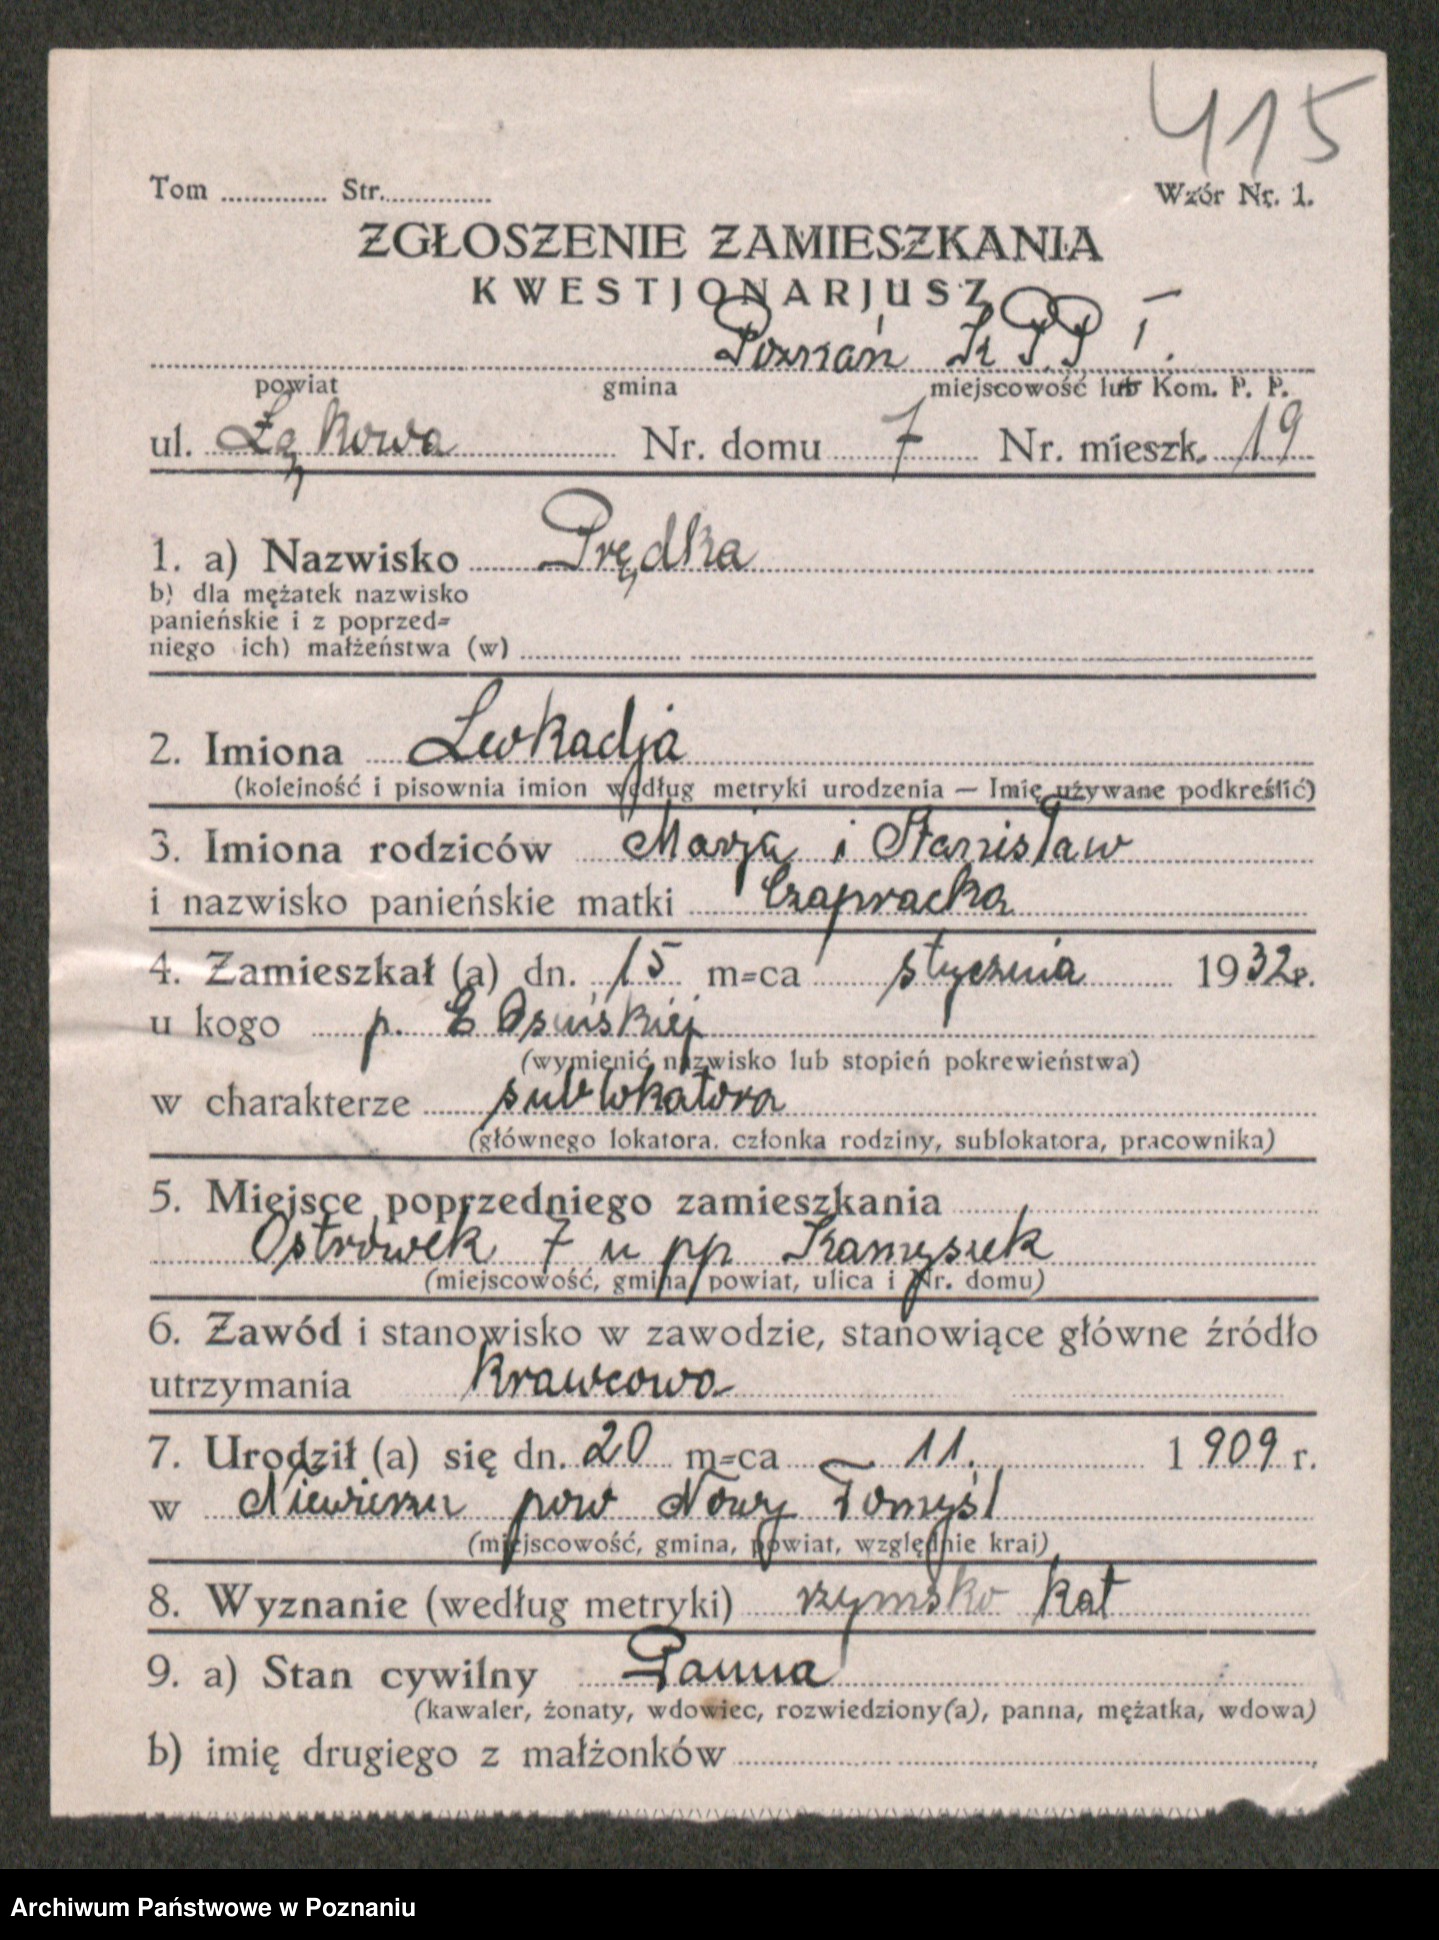 415
Tom .............. Str..............
Wzór Nr. 1.
ZGŁOSZENIE ZAMIESZKANIA
KWESTJONARJUSZ
Poznań K P.P I.
powiat gmina miejscowość lub Kom. P. P.
ul. Łąkowa Nr. domu 7 Nr. mieszk. 19
1. a) Nazwisko Prędka
b) dla mężatek nazwisko
panieńskie i z poprzed=
niego ich) małżeństwa (w)
2. Imiona Leokadja
(kolejność i pisownia imion według metryki urodzenia — Imię używane podkreślić)
3. Imiona rodziców Marja i Stanisław
i nazwisko panieńskie matki Czapracka
4. Zamieszkał (a) dn. 15 m=ca stycznia 1932 r.
u kogo p. E Osińskiej
(wymienić nazwisko lub stopień pokrewieństwa)
w charakterze sublokatora
(głównego lokatora. członka rodziny, sublokatora, pracownika)
5. Miejsce poprzedniego zamieszkania
Ostrówek 7 u pp Kamysiek
(miejscowość, gmina, powiat, ulica i Nr. domu)
6. Zawód i stanowisko w zawodzie, stanowiące główne źródło
utrzymania krawcowa
7. Urodził (a) się dn. 20 m=ca 11. 1909 r.
w Niewierzu pow Nowy Tomyśl
(miejscowość, gmina, powiat, względnie kraj)
8. Wyznanie (według metryki) rzymsko kat
9. a) Stan cywilny Panna
(kawaler, żonaty, wdowiec, rozwiedziony(a), panna, mężatka, wdowa)
b) imię drugiego z małżonków
Archiwum Państwowe w Poznaniu